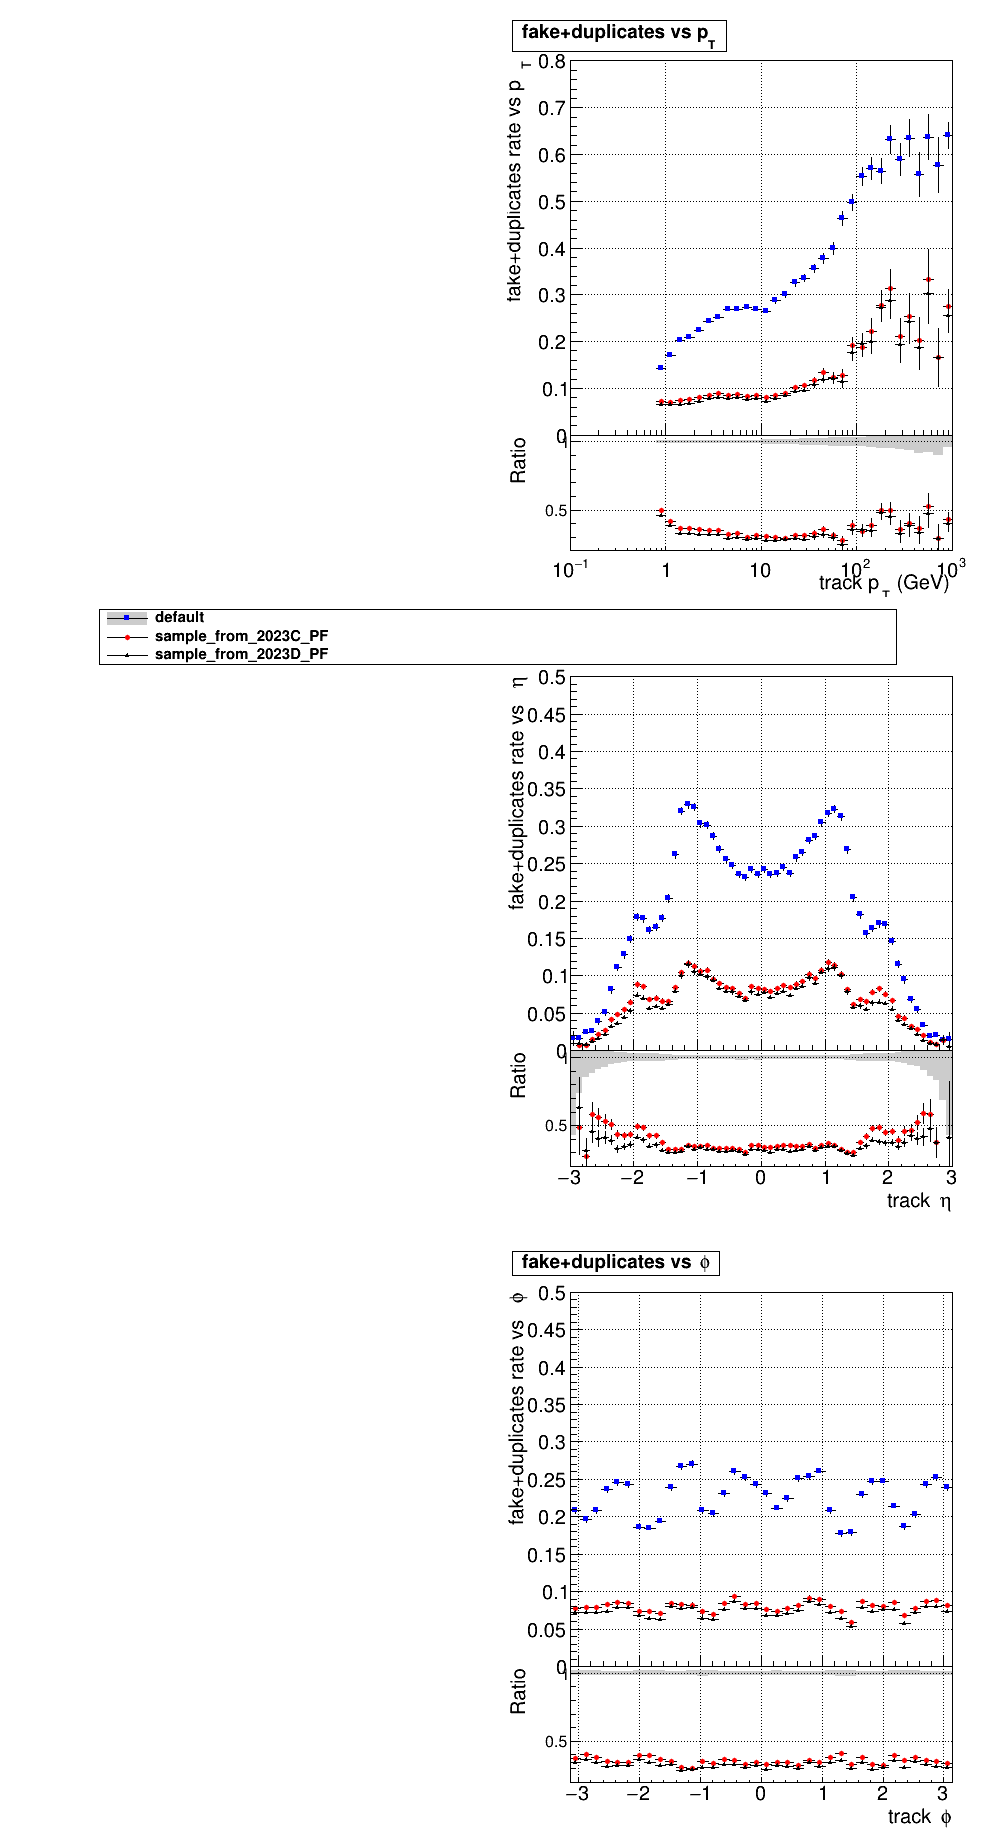 fake+duplicates vs p_T
fake+duplicates rate vs p_T
0.8
0.7
0.6
0.5
0.4
0.3
0.2
0.1
0
Ratio
1
0.5
10⁻¹ 1 10 10² 10³
track p_T (GeV)
default
sample_from_2023C_PF
sample_from_2023D_PF
fake+duplicates rate vs η
0.5
0.45
0.4
0.35
0.3
0.25
0.2
0.15
0.1
0.05
0
Ratio
1
0.5
−3 −2 −1 0 1 2 3
track η
fake+duplicates vs ϕ
fake+duplicates rate vs ϕ
0.5
0.45
0.4
0.35
0.3
0.25
0.2
0.15
0.1
0.05
0
Ratio
1
0.5
−3 −2 −1 0 1 2 3
track ϕ